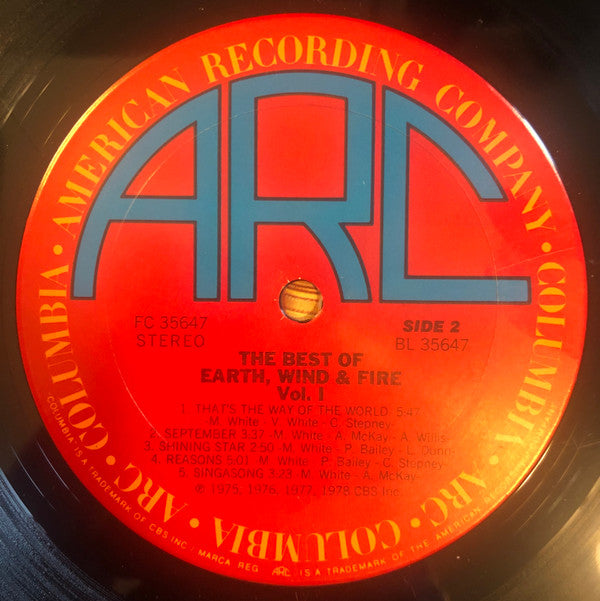 COLUMBIA • AMERICAN RECORDING COMPANY • COLUMBIA • ARC • COLUMBIA • ARC •
ARC
FC 35647
STEREO
SIDE 2
BL 35647
THE BEST OF
EARTH, WIND & FIRE
Vol. I
1. THAT'S THE WAY OF THE WORLD 5:47
-M. White -V. White -C. Stepney-
2. SEPTEMBER 3:37 -M. White -A. McKay -A. Willis-
3. SHINING STAR 2:50 -M. White -P. Bailey -L. Dunn-
4. REASONS 5:01 -M. White -P. Bailey -C. Stepney-
5. SINGASONG 3:23 -M. White -A. McKay-
℗ 1975, 1976, 1977, 1978 CBS Inc.
COLUMBIA IS A TRADEMARK OF CBS INC / MARCA REG. ARC IS A TRADEMARK OF THE AMERICAN